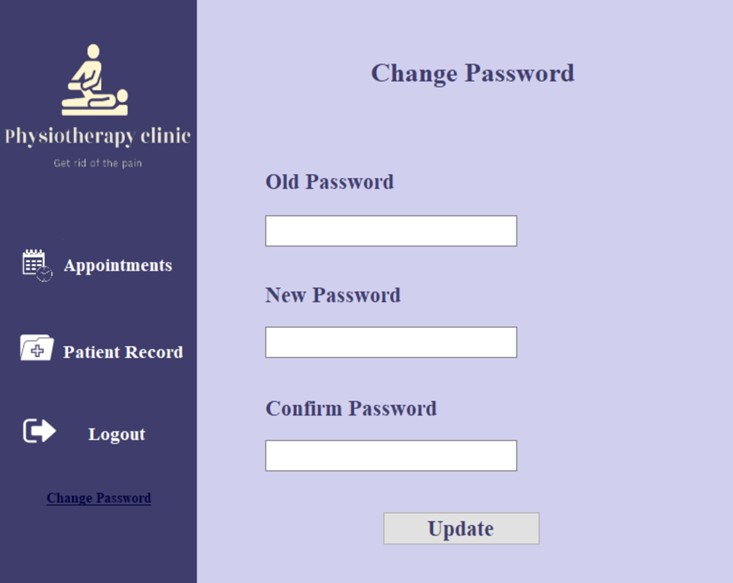 Physiotherapy clinic
Get rid of the pain
Appointments
Patient Record
Logout
Change Password
Change Password
Old Password
New Password
Confirm Password
Update